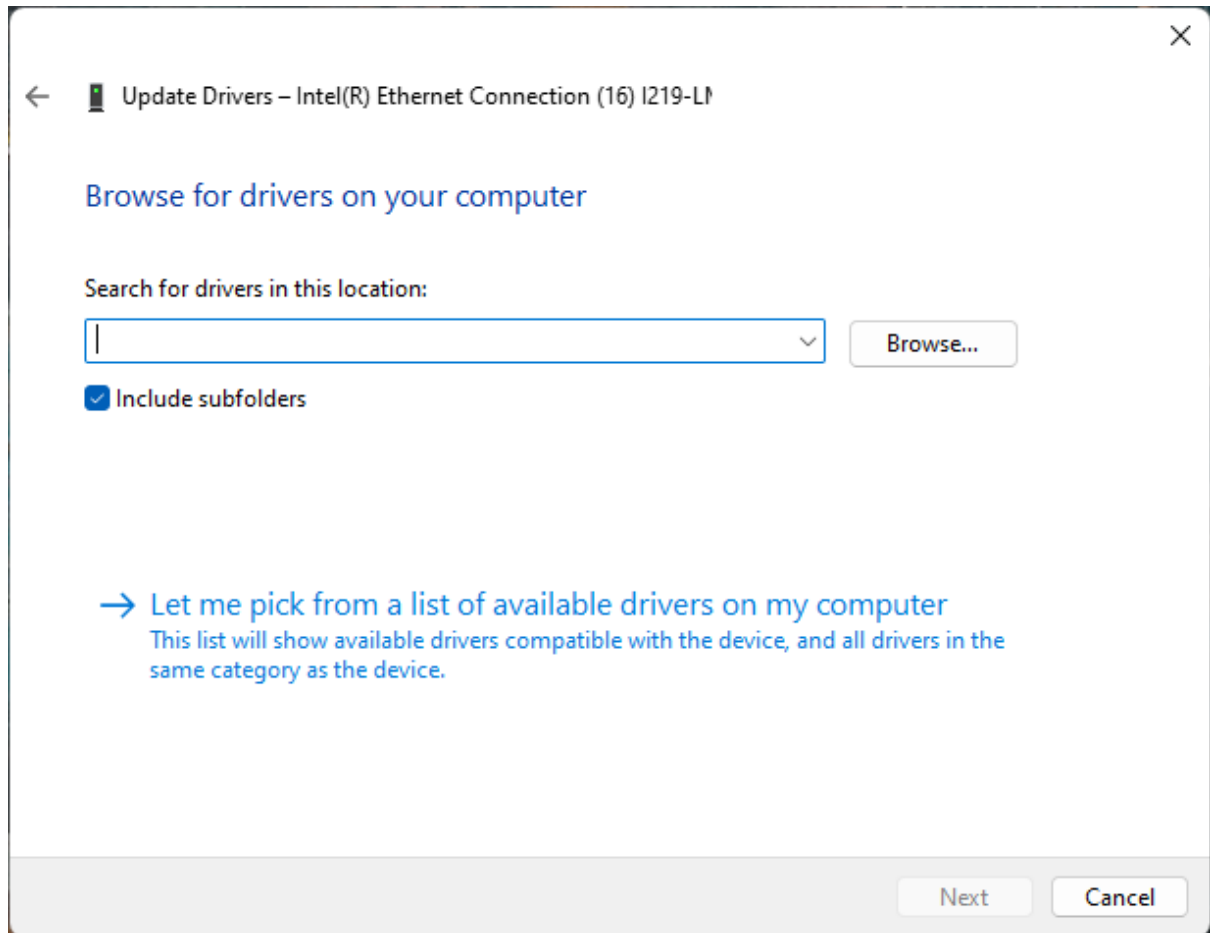 Update Drivers – Intel(R) Ethernet Connection (16) I219-LM
Browse for drivers on your computer
Search for drivers in this location:
Browse...
Include subfolders
Let me pick from a list of available drivers on my computer
This list will show available drivers compatible with the device, and all drivers in the
same category as the device.
Next
Cancel